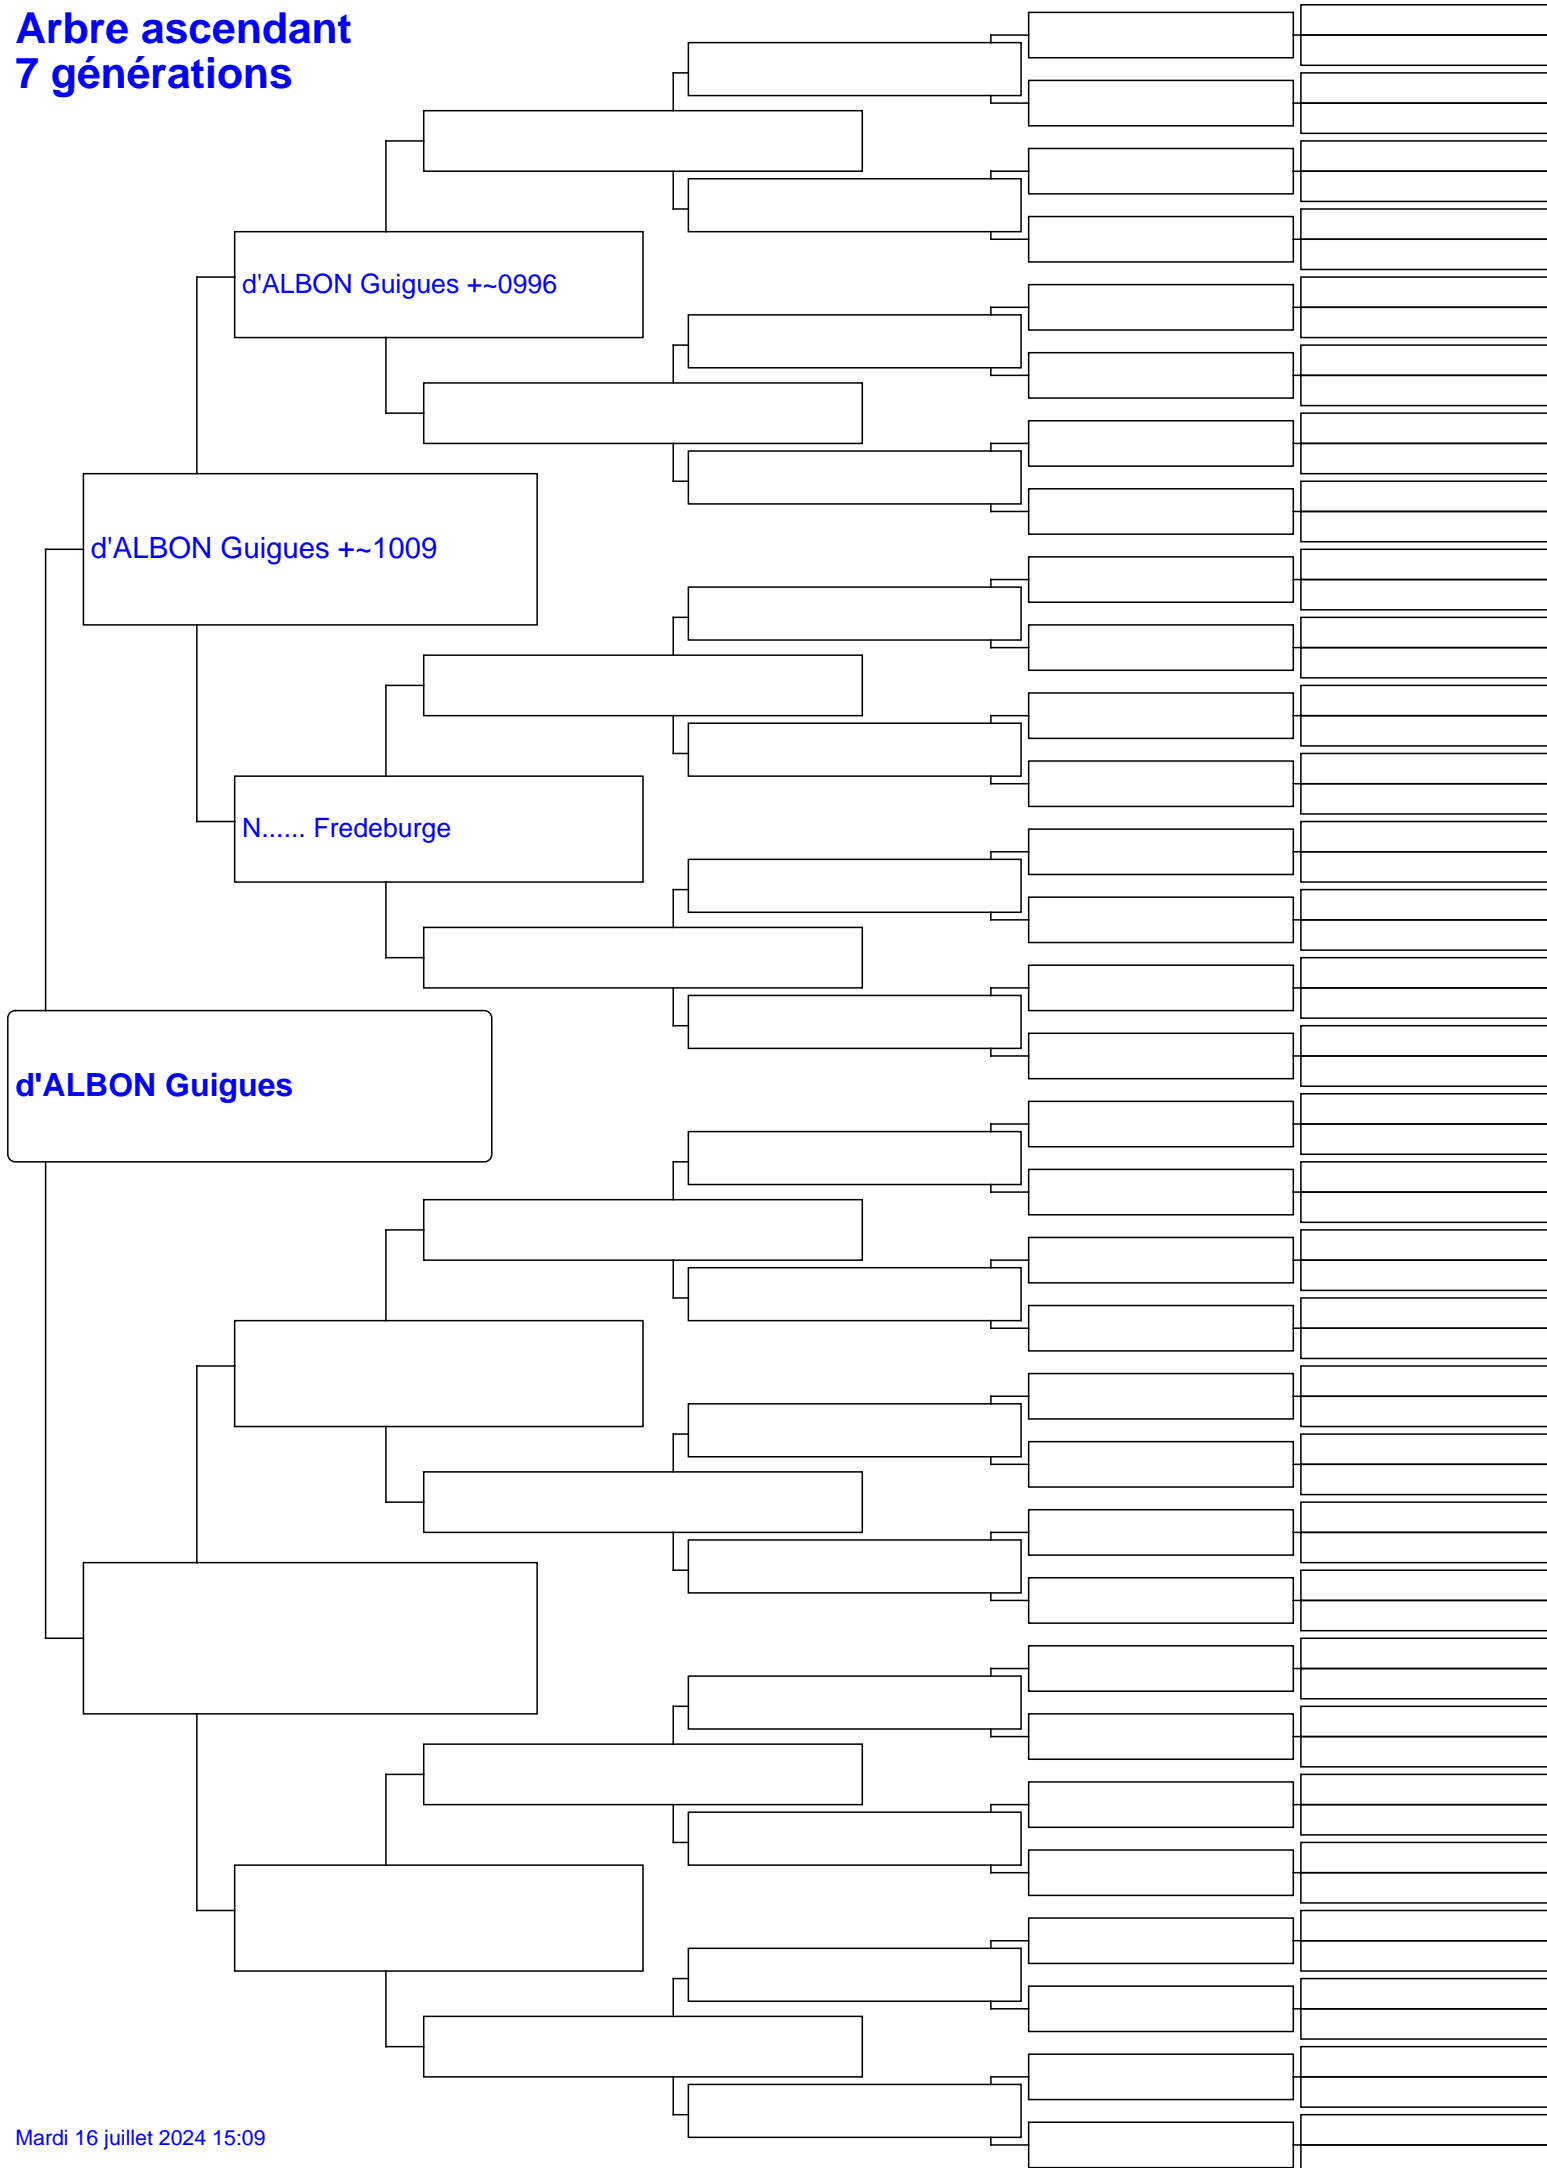 Arbre ascendant
7 générations
d'ALBON Guigues +~0996
d'ALBON Guigues +~1009
N...... Fredeburge
d'ALBON Guigues
Mardi 16 juillet 2024 15:09